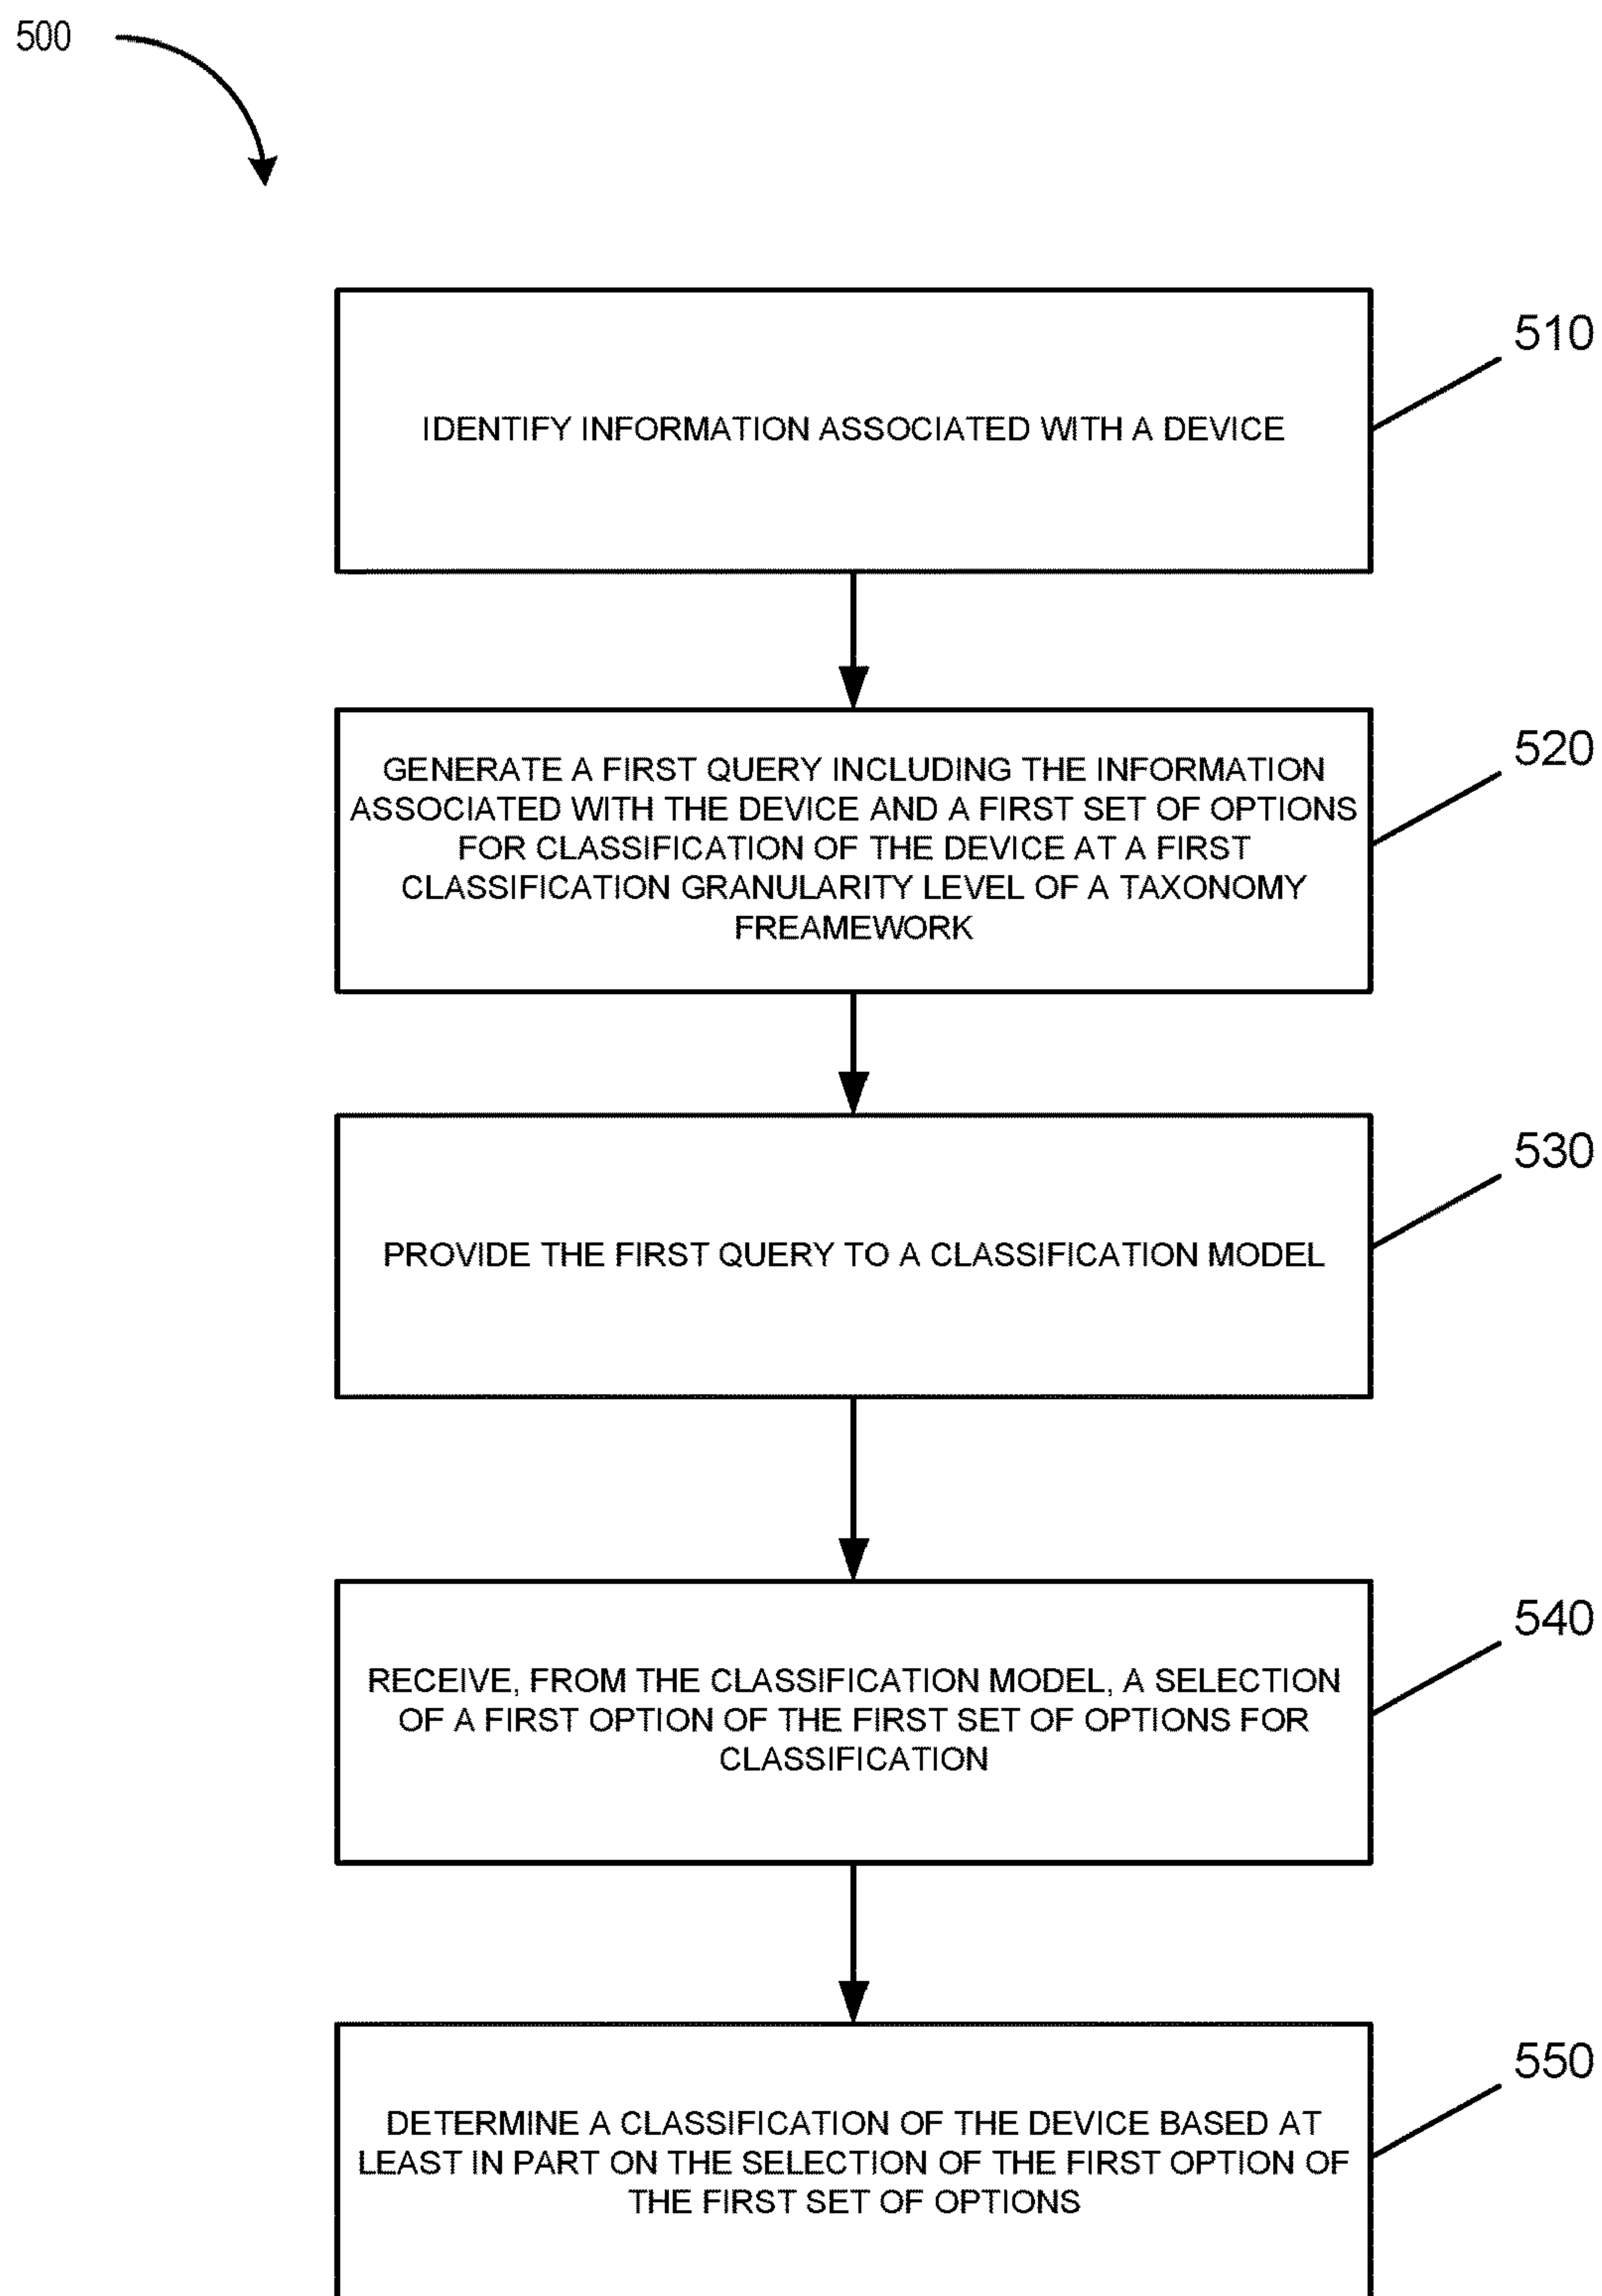 500
510
IDENTIFY INFORMATION ASSOCIATED WITH A DEVICE
520
GENERATE A FIRST QUERY INCLUDING THE INFORMATION
ASSOCIATED WITH THE DEVICE AND A FIRST SET OF OPTIONS
FOR CLASSIFICATION OF THE DEVICE AT A FIRST
CLASSIFICATION GRANULARITY LEVEL OF A TAXONOMY
FREAMEWORK
530
PROVIDE THE FIRST QUERY TO A CLASSIFICATION MODEL
540
RECEIVE, FROM THE CLASSIFICATION MODEL, A SELECTION
OF A FIRST OPTION OF THE FIRST SET OF OPTIONS FOR
CLASSIFICATION
550
DETERMINE A CLASSIFICATION OF THE DEVICE BASED AT
LEAST IN PART ON THE SELECTION OF THE FIRST OPTION OF
THE FIRST SET OF OPTIONS